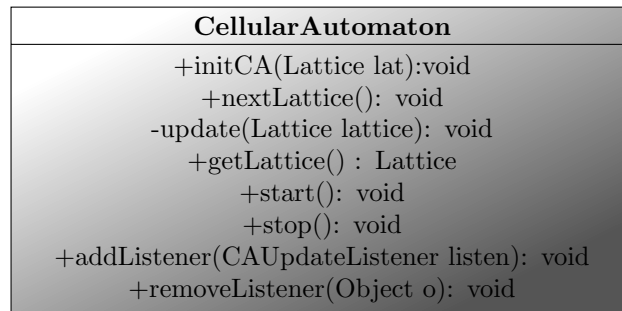 CellularAutomaton
+initCA(Lattice lat):void
+nextLattice(): void
-update(Lattice lattice): void
+getLattice() : Lattice
+start(): void
+stop(): void
+addListener(CAUpdateListener listen): void
+removeListener(Object o): void